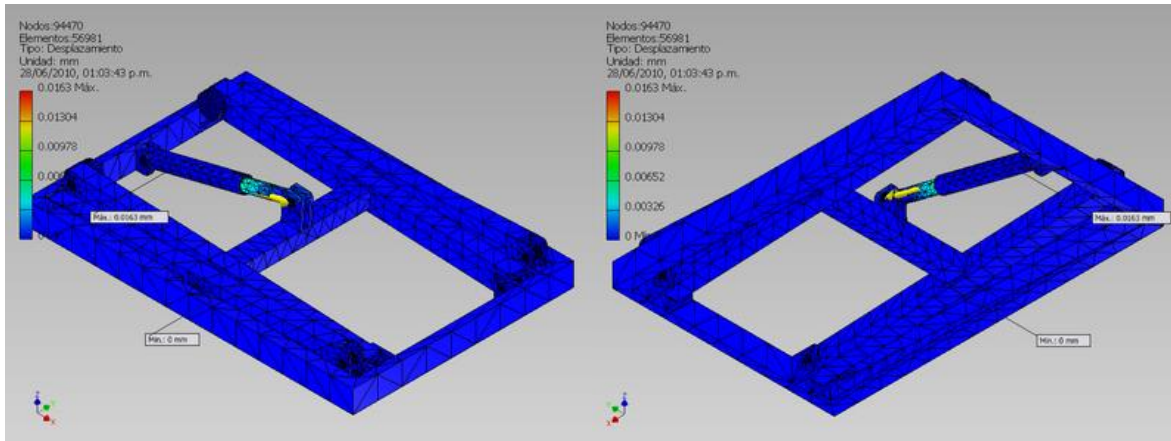 Nodos:94470
Elementos:56981
Tipo: Desplazamiento
Unidad: mm
28/06/2010, 01:03:43 p.m.
0.0163 Máx.
0.01304
0.00978
Máx.: 0.0163 mm
Mín.: 0 mm
Nodos:94470
Elementos:56981
Tipo: Desplazamiento
Unidad: mm
28/06/2010, 01:03:43 p.m.
0.0163 Máx.
0.01304
0.00978
0.00652
0.00326
Máx.: 0.0163 mm
Mín.: 0 mm